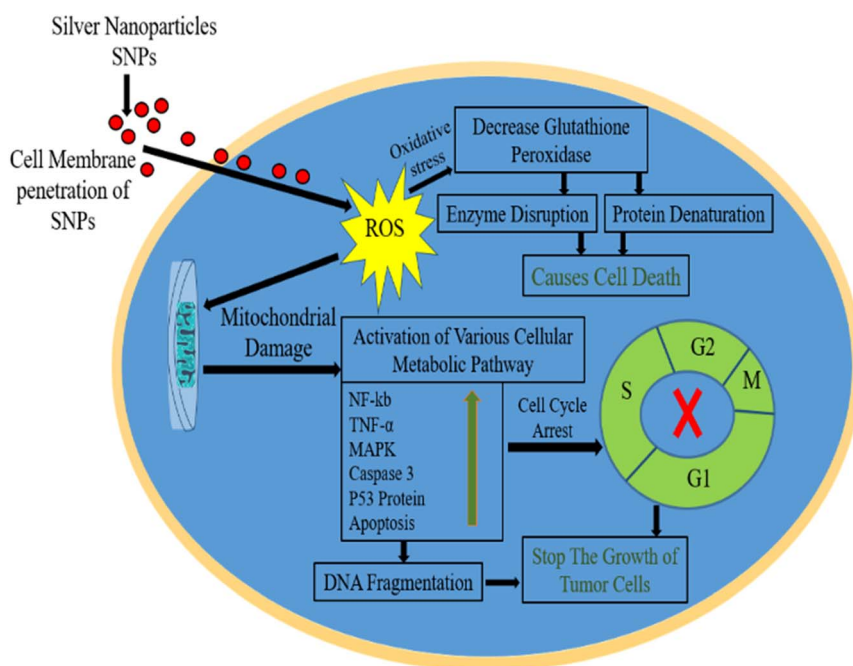 Silver Nanoparticles
SNPs
Cell Membrane
penetration of
SNPs
ROS
Oxidative
stress
Decrease Glutathione
Peroxidase
Enzyme Disruption
Protein Denaturation
Causes Cell Death
Mitochondrial
Damage
Activation of Various Cellular
Metabolic Pathway
NF-kb
TNF-α
MAPK
Caspase 3
P53 Protein
Apoptosis
Cell Cycle
Arrest
S
G2
M
G1
DNA Fragmentation
Stop The Growth of
Tumor Cells